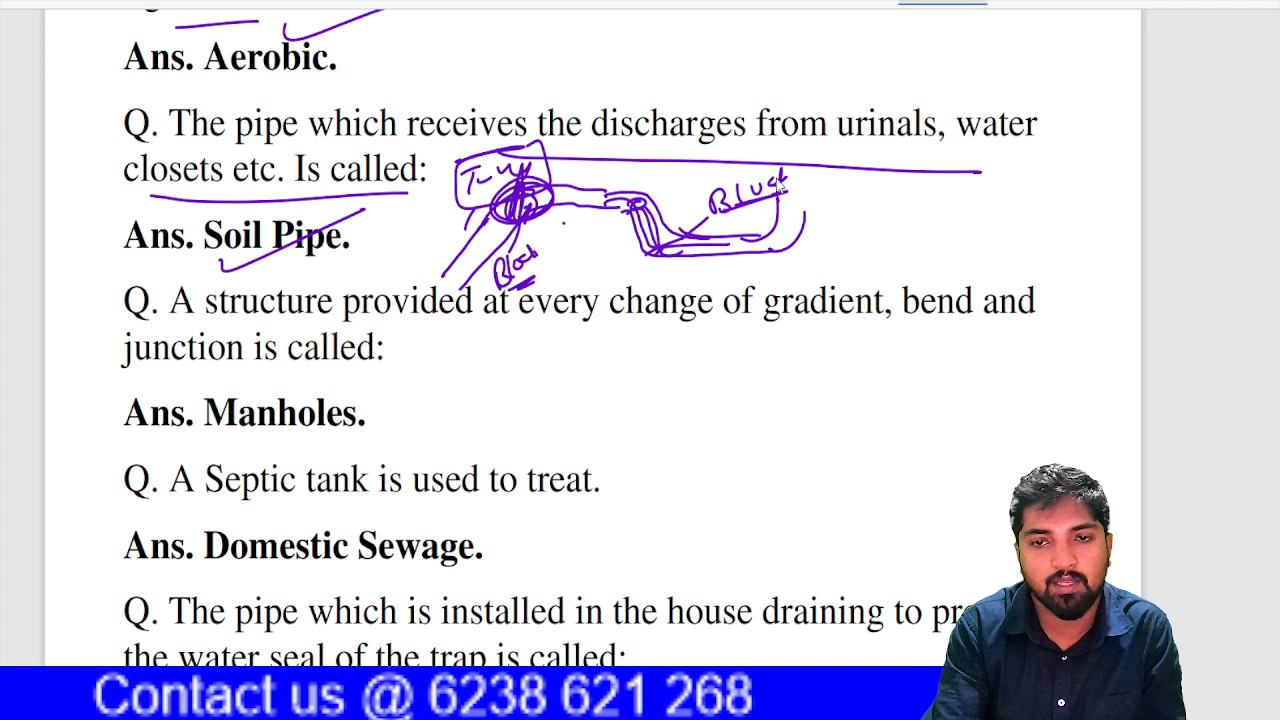 Ans. Aerobic.
Q. The pipe which receives the discharges from urinals, water
closets etc. Is called:
Block
Ans. Soil Pipe.
Block
Q. A structure provided at every change of gradient, bend and
junction is called:
Ans. Manholes.
Q. A Septic tank is used to treat.
Ans. Domestic Sewage.
Q. The pipe which is installed in the house draining to
the water seal of the trap is called:
Contact us @ 6238 621 268